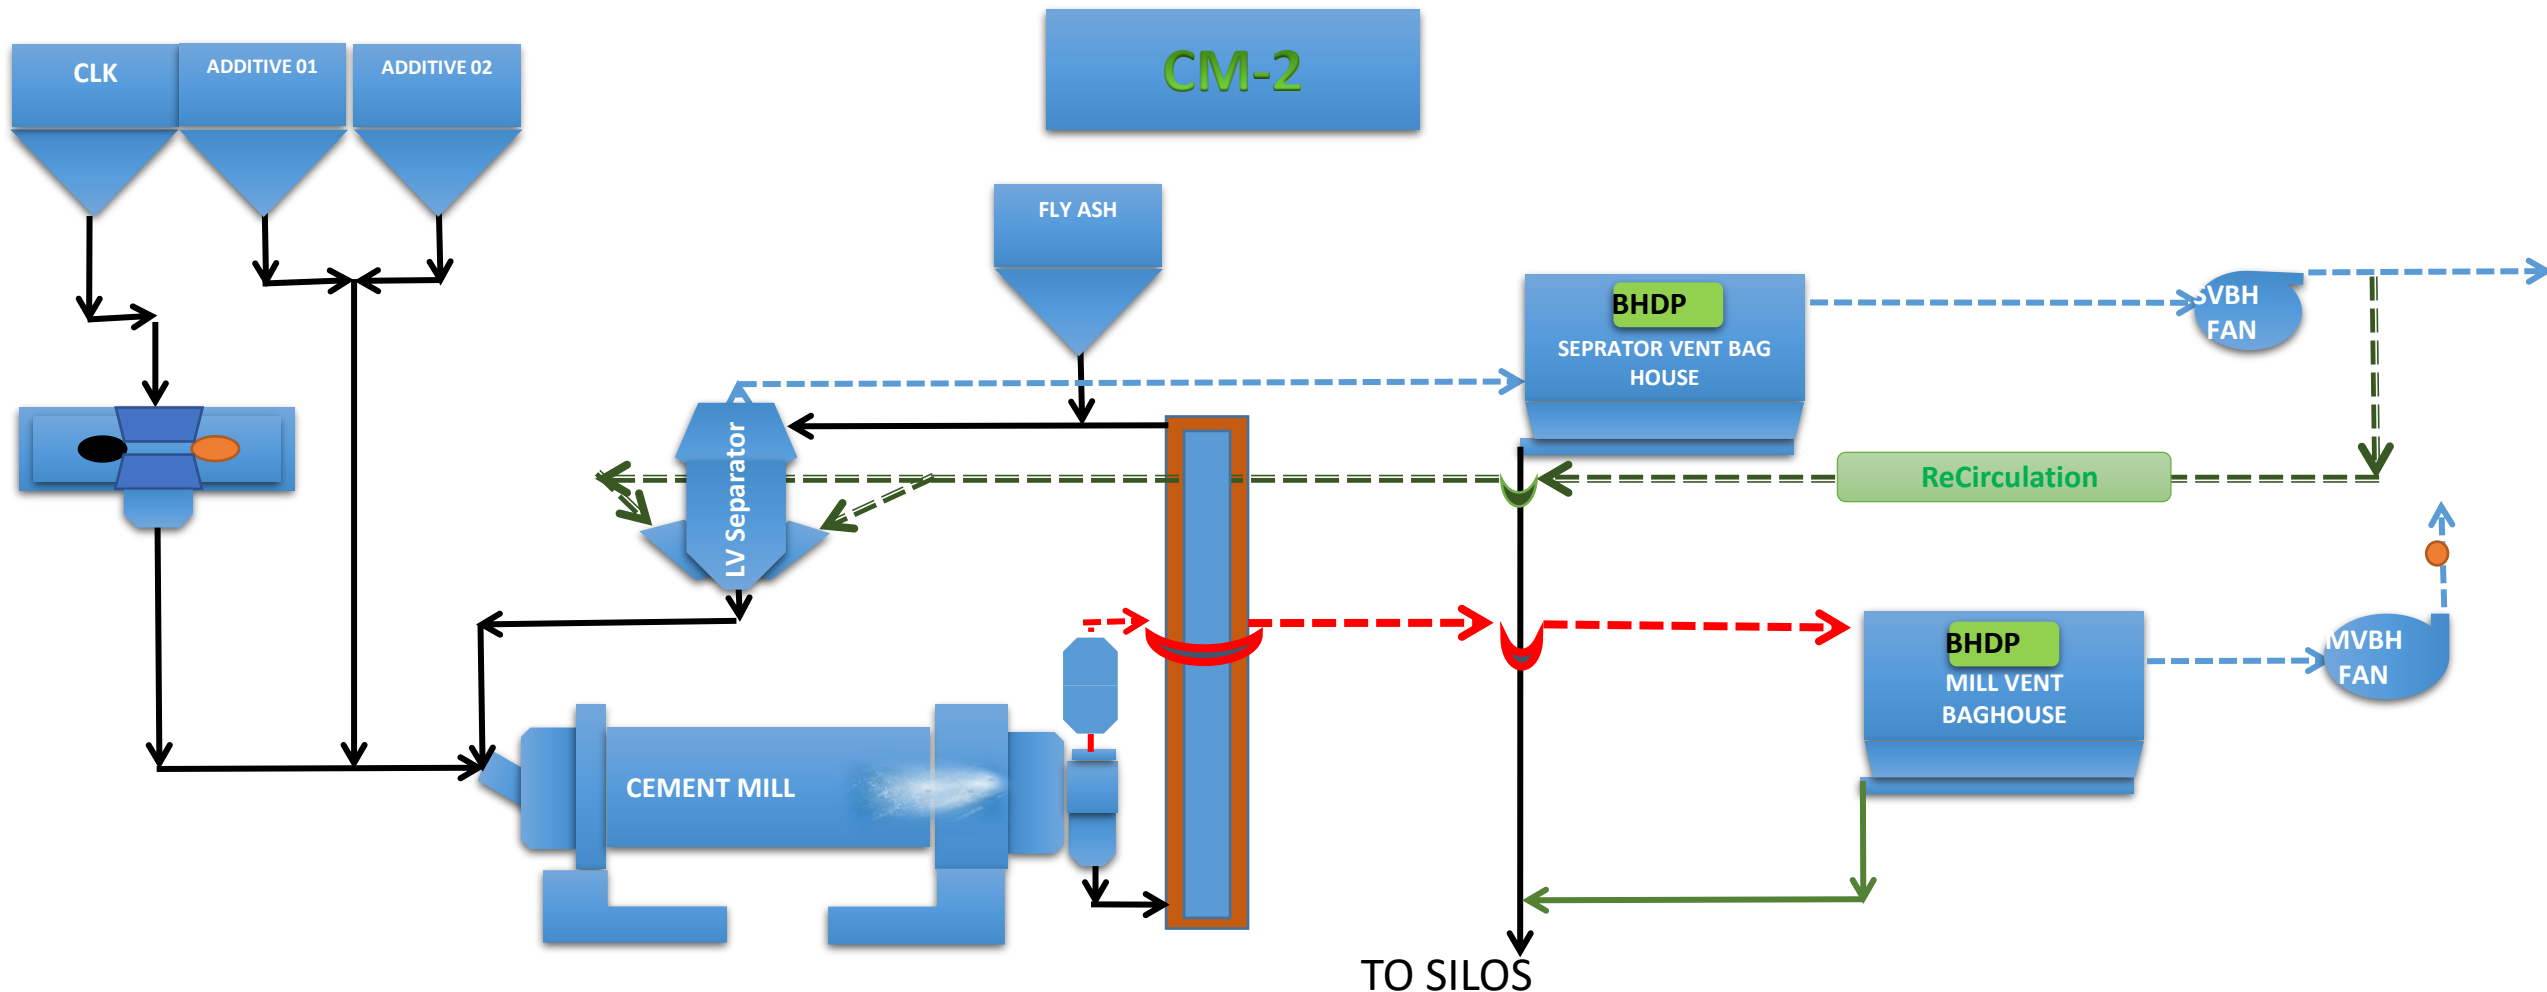 CM-2
CLK
ADDITIVE 01
ADDITIVE 02
FLY ASH
BHDP
SEPRATOR VENT BAG
HOUSE
SVBH
FAN
LV Separator
ReCirculation
BHDP
MILL VENT
BAGHOUSE
MVBH
FAN
CEMENT MILL
TO SILOS